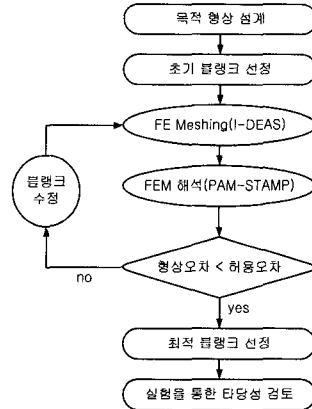 목적 형상 설계
초기 블랭크 선정
FE Meshing(!-DEAS)
블랭크
수정
FEM 해석(PAM-STAMP)
형상오차 < 허용오차
no
yes
최적 블랭크 선정
실험을 통한 타당성 검토